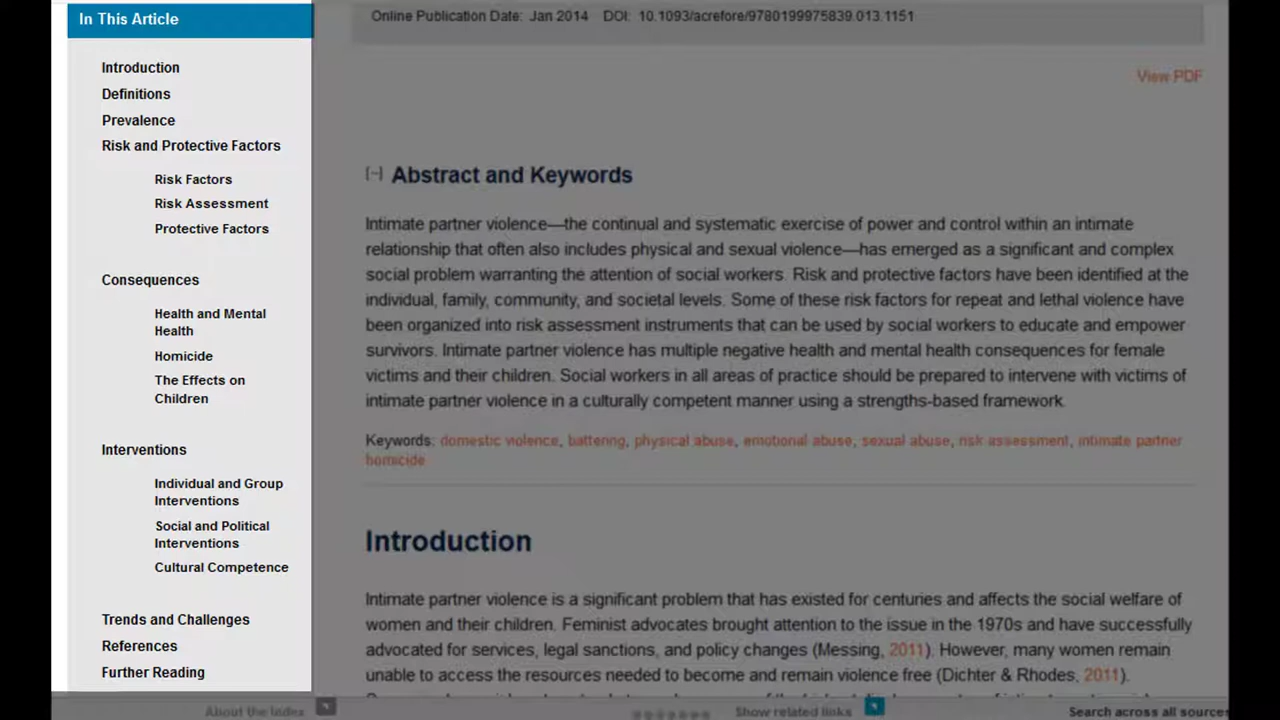 In This Article
Introduction
Definitions
Prevalence
Risk and Protective Factors
Risk Factors
Risk Assessment
Protective Factors
Consequences
Health and Mental
Health
Homicide
The Effects on
Children
Interventions
Individual and Group
Interventions
Social and Political
Interventions
Cultural Competence
Trends and Challenges
References
Further Reading
Online Publication Date: Jan 2014 DOI: 10.1093/acrefore/9780199975839.013.1151
View PDF
[-] Abstract and Keywords
Intimate partner violence—the continual and systematic exercise of power and control within an intimate
relationship that often also includes physical and sexual violence—has emerged as a significant and complex
social problem warranting the attention of social workers. Risk and protective factors have been identified at the
individual, family, community, and societal levels. Some of these risk factors for repeat and lethal violence have
been organized into risk assessment instruments that can be used by social workers to educate and empower
survivors. Intimate partner violence has multiple negative health and mental health consequences for female
victims and their children. Social workers in all areas of practice should be prepared to intervene with victims of
intimate partner violence in a culturally competent manner using a strengths-based framework.
Keywords: domestic violence, battering, physical abuse, emotional abuse, sexual abuse, risk assessment, intimate partner
homicide
Introduction
Intimate partner violence is a significant problem that has existed for centuries and affects the social welfare of
women and their children. Feminist advocates brought attention to the issue in the 1970s and have successfully
advocated for services, legal sanctions, and policy changes (Messing, 2011). However, many women remain
unable to access the resources needed to become and remain violence free (Dichter & Rhodes, 2011).
About the Index
Show related links
Search across all sources